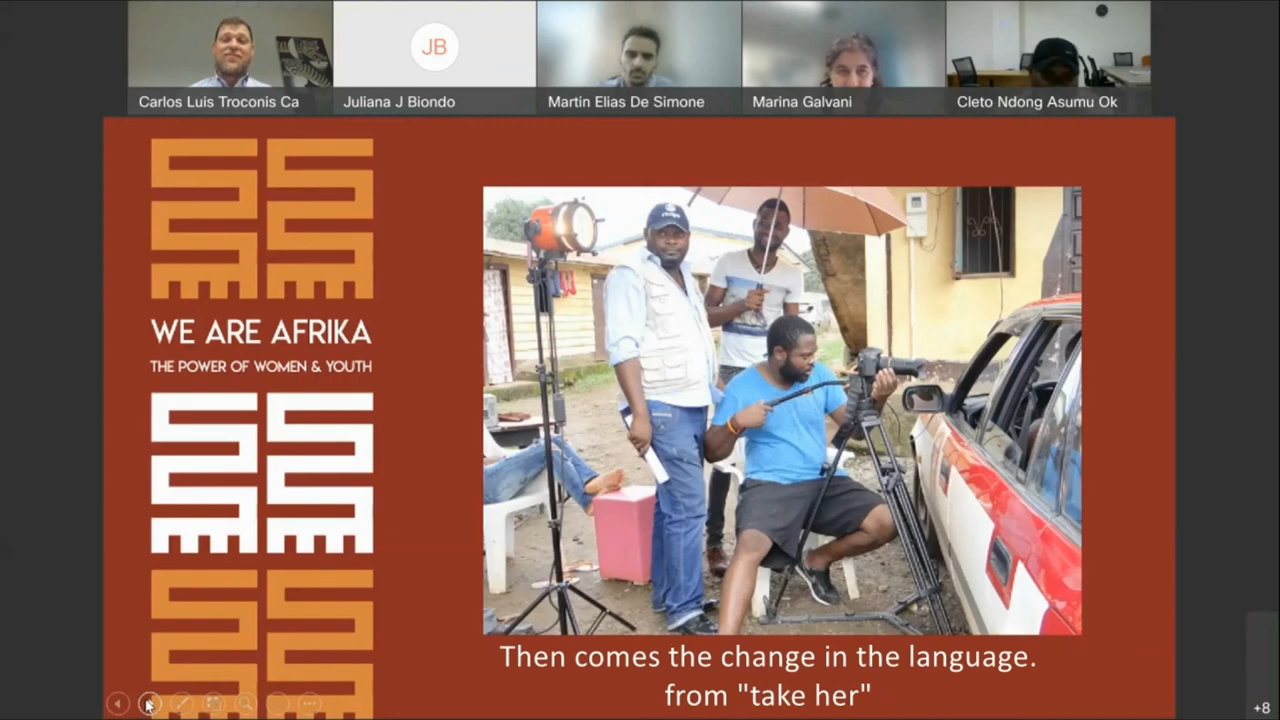 Carlos Luis Troconis Ca
JB
Juliana J Biondo
Martin Elias De Simone
Marina Galvani
Cleto Ndong Asumu Ok
WE ARE AFRIKA
THE POWER OF WOMEN & YOUTH
Then comes the change in the language.
from "take her"
+8